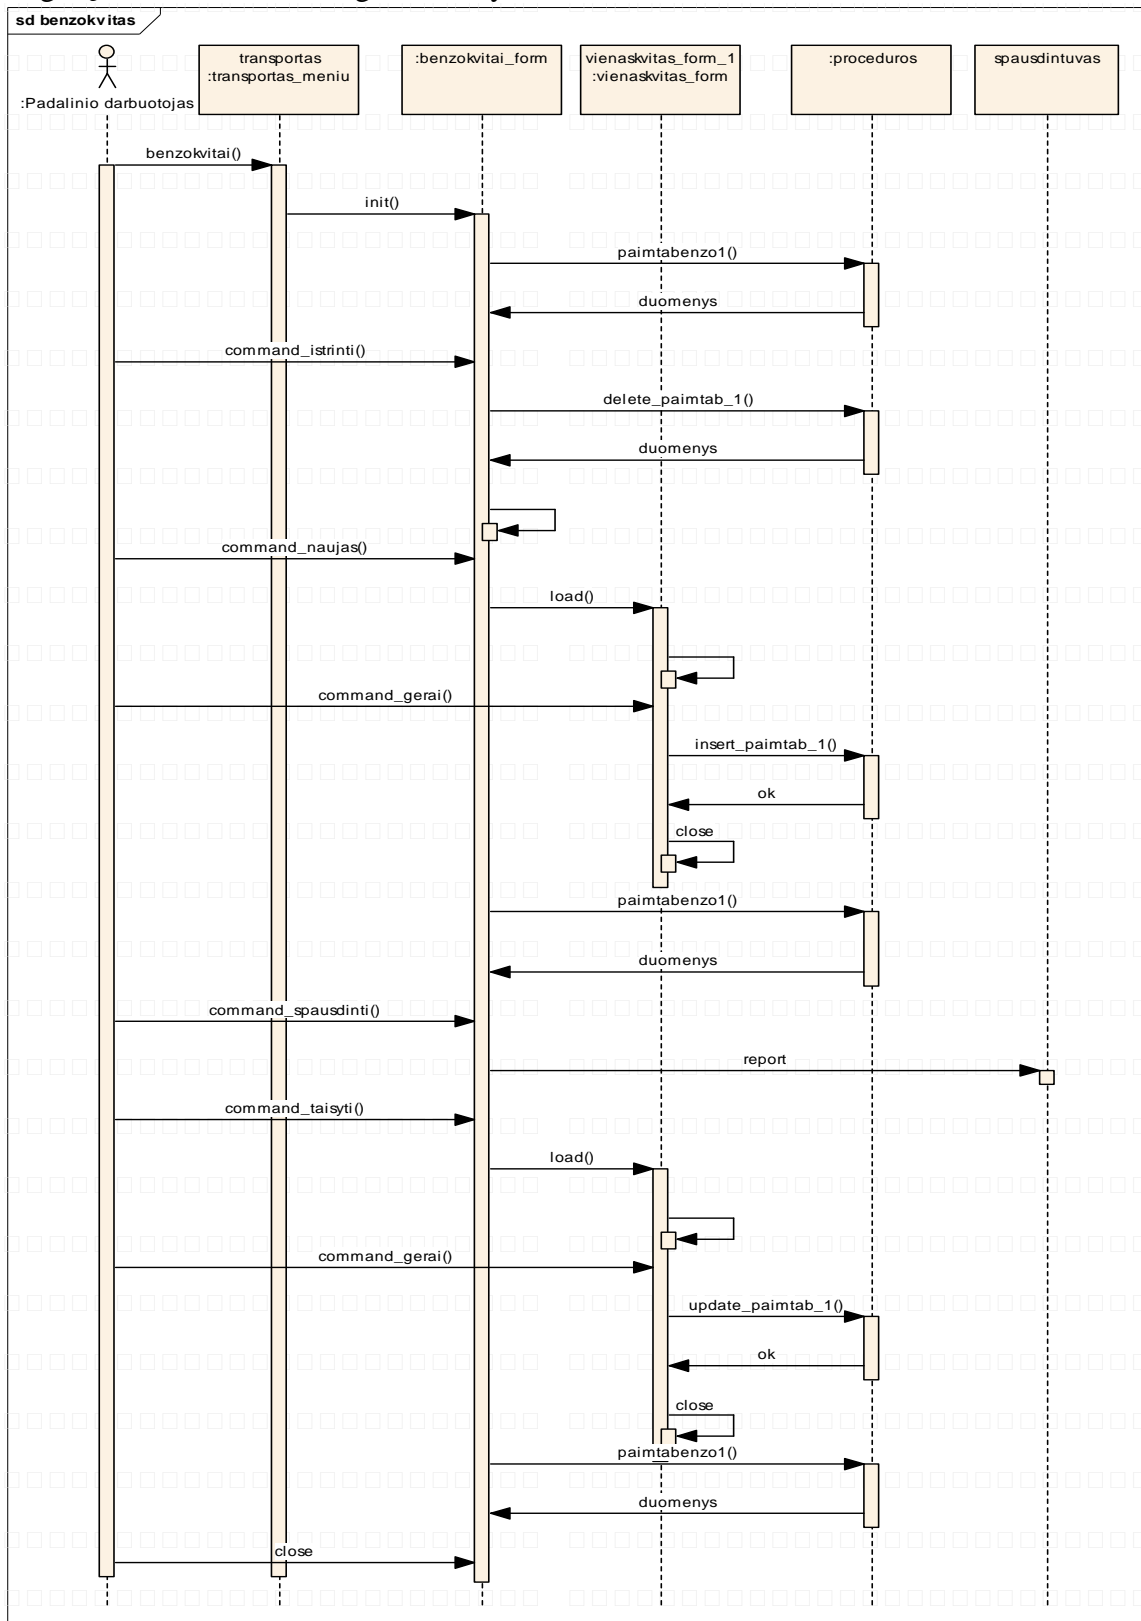 sd benzokvitas
:Padalinio darbuotojas
transportas
:transportas_meniu
:benzokvitai_form
vienaskvitas_form_1
:vienaskvitas_form
:proceduros
spausdintuvas
benzokvitai()
init()
paimtabenzo1()
duomenys
command_istrinti()
delete_paimtab_1()
duomenys
command_naujas()
load()
command_gerai()
insert_paimtab_1()
ok
close
paimtabenzo1()
duomenys
command_spausdinti()
report
command_taisyti()
load()
command_gerai()
update_paimtab_1()
ok
close
paimtabenzo1()
duomenys
close